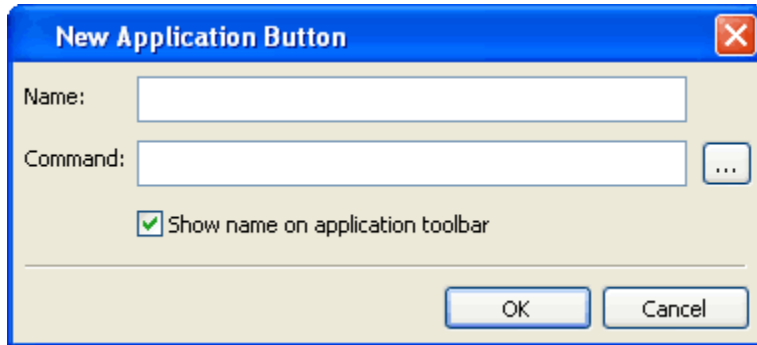 New Application Button
Name:
Command:
...
Show name on application toolbar
OK Cancel